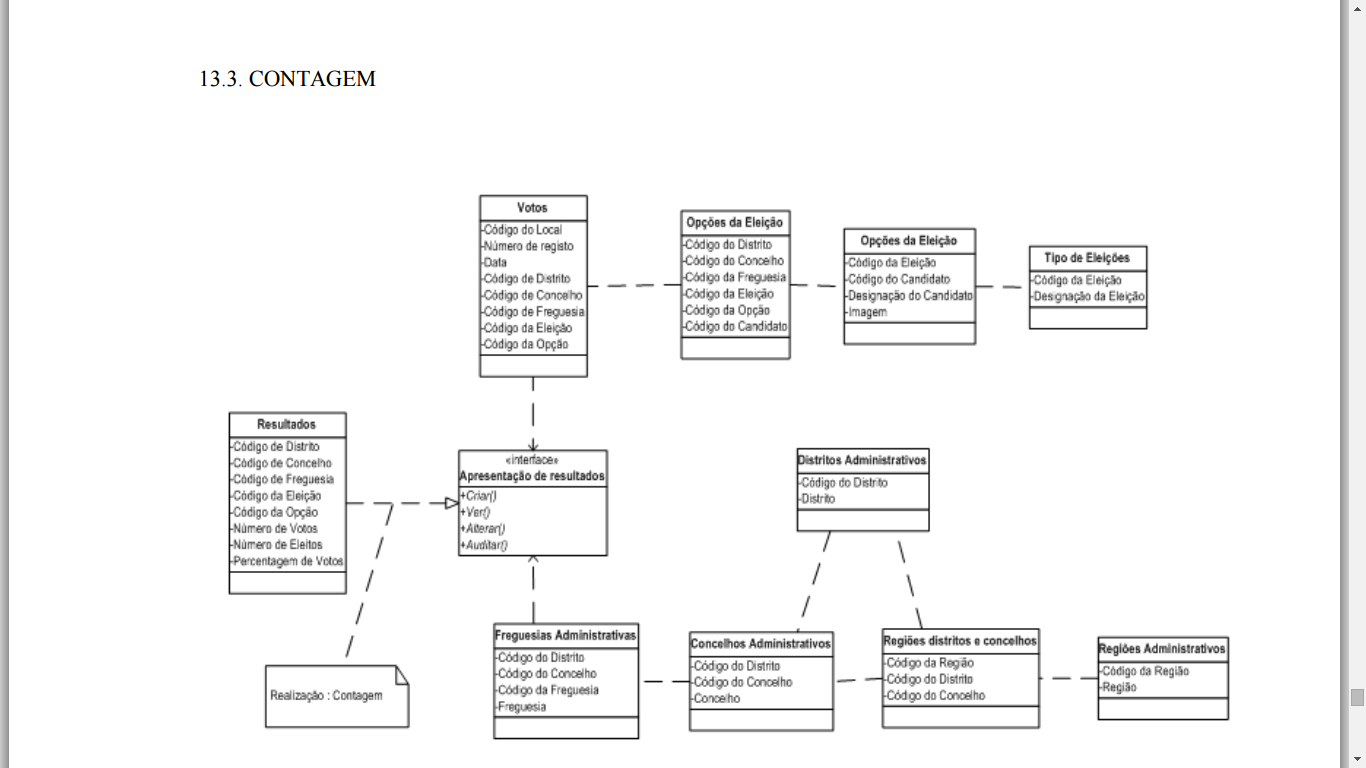 13.3. CONTAGEM
Votos
-Código do Local
-Número de registo
-Data
-Código de Distrito
-Código de Concelho
-Código de Freguesia
-Código da Eleição
-Código da Opção
Opções da Eleição
-Código do Distrito
-Código do Concelho
-Código da Freguesia
-Código da Eleição
-Código da Opção
-Código do Candidato
Opções da Eleição
-Código da Eleição
-Código do Candidato
-Designação do Candidato
-Imagem
Tipo de Eleições
-Código da Eleição
-Designação da Eleição
Resultados
-Código de Distrito
-Código de Concelho
-Código de Freguesia
-Código da Eleição
-Código da Opção
-Número de Votos
-Número de Eleitos
-Percentagem de Votos
«interface»
Apresentação de resultados
+Criar()
+Ver()
+Alterar()
+Auditar()
Distritos Administrativos
-Código do Distrito
-Distrito
Realização : Contagem
Freguesias Administrativas
-Código do Distrito
-Código do Concelho
-Código da Freguesia
-Freguesia
Concelhos Administrativos
-Código do Distrito
-Código do Concelho
-Concelho
Regiões distritos e concelhos
-Código da Região
-Código do Distrito
-Código do Concelho
Regiões Administrativos
-Código da Região
-Região